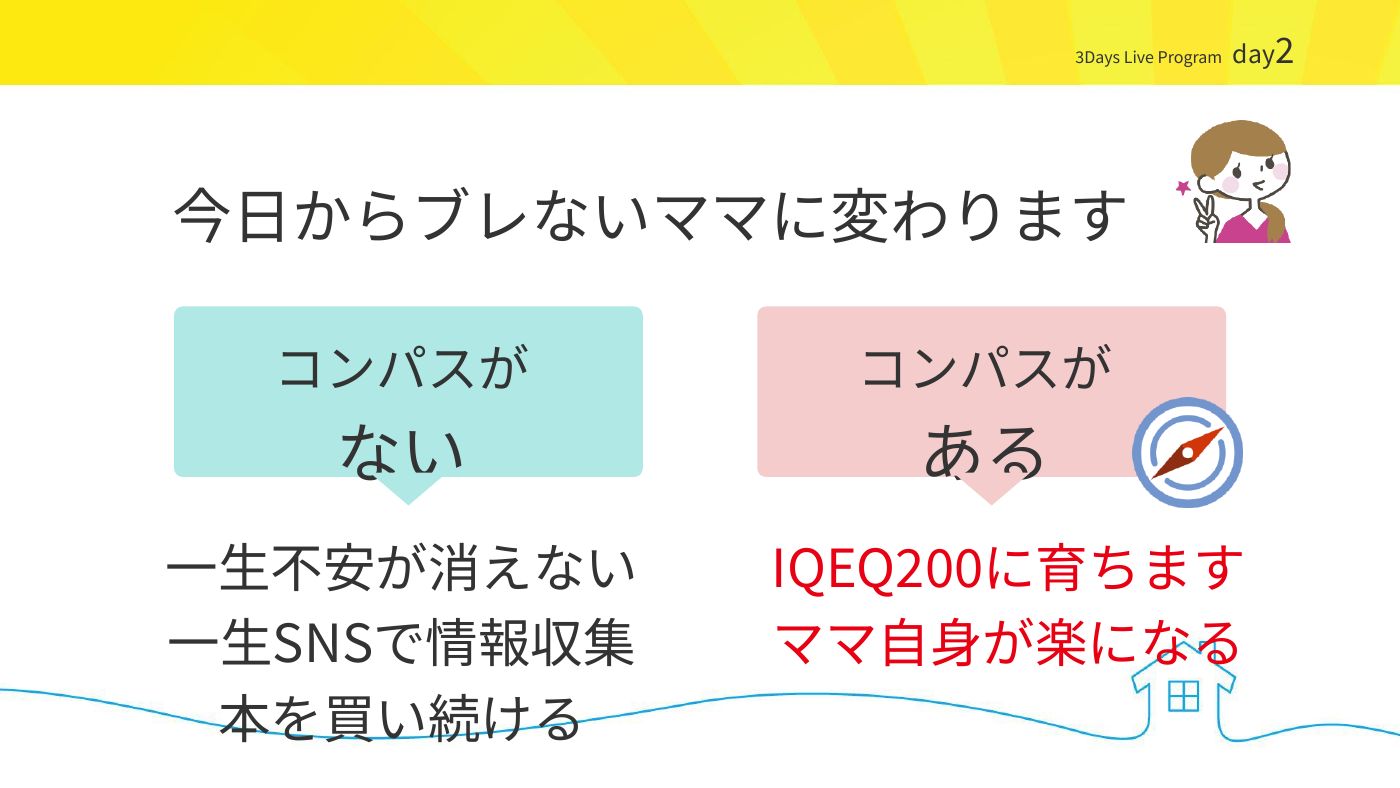 3Days Live Program day2
今日からブレないママに変わります
コンパスが
ない
一生不安が消えない
一生SNSで情報収集
本を買い続ける
コンパスが
ある
IQEQ200に育ちます
ママ自身が楽になる